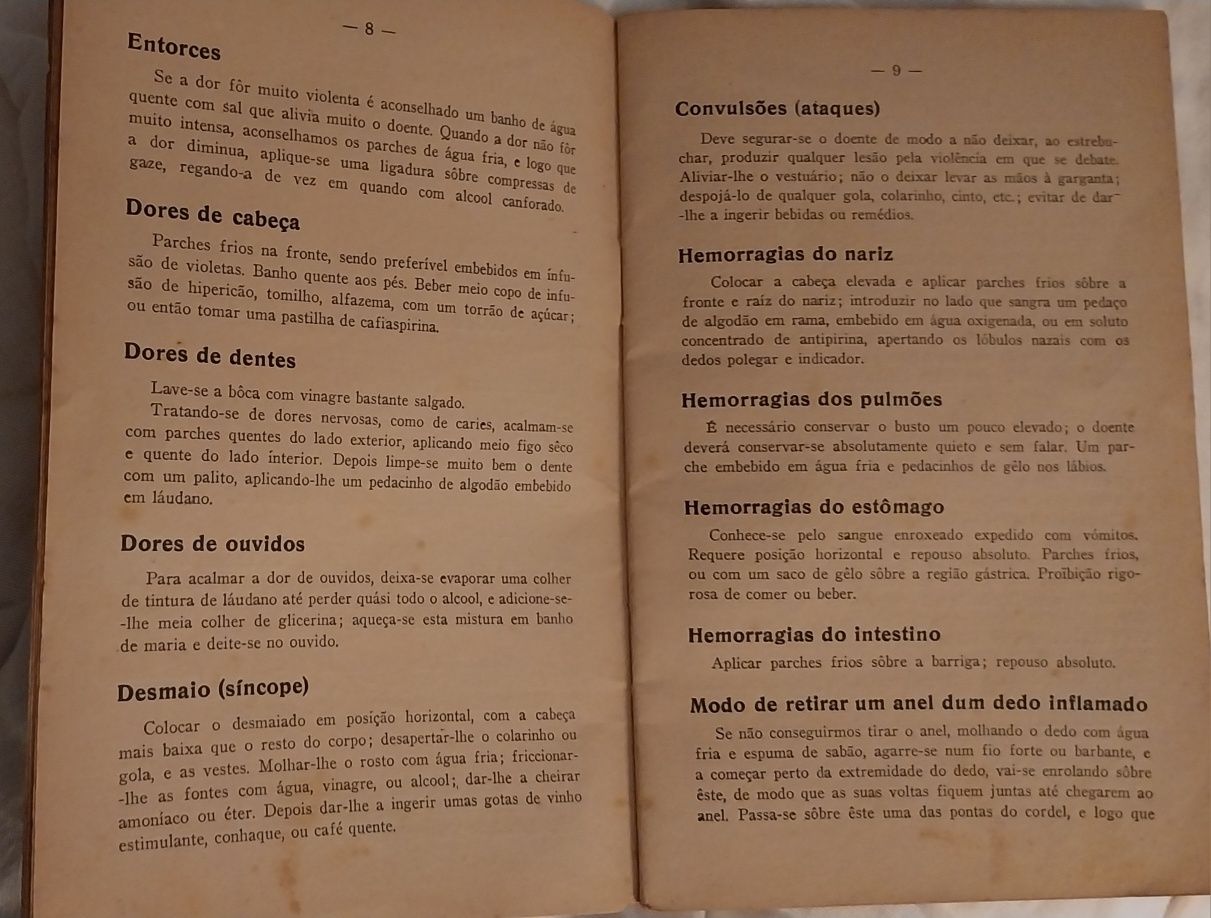 — 8 —
Entorces
Se a dor fôr muito violenta é aconselhado um banho de água
quente com sal que alivia muito o doente. Quando a dor não fôr
muito intensa, aconselhamos os parches de água fria, e logo que
a dor diminua, aplique-se uma ligadura sôbre compressas de
gaze, regando-a de vez em quando com alcool canforado.
Dores de cabeça
Parches frios na fronte, sendo preferível embebidos em ínfu-
são de violetas. Banho quente aos pés. Beber meio copo de infu-
são de hipericão, tomilho, alfazema, com um torrão de açúcar;
ou então tomar uma pastilha de cafiaspirina.
Dores de dentes
Lave-se a bôca com vinagre bastante salgado.
Tratando-se de dores nervosas, como de caries, acalmam-se
com parches quentes do lado exterior, aplicando meio figo sêco
e quente do lado ínterior. Depois limpe-se muito bem o dente
com um palito, aplicando-lhe um pedacinho de algodão embebido
em láudano.
Dores de ouvidos
Para acalmar a dor de ouvidos, deixa-se evaporar uma colher
de tintura de láudano até perder quási todo o alcool, e adicione-se-
-lhe meia colher de glicerina; aqueça-se esta mistura em banho
de maria e deite-se no ouvido.
Desmaio (síncope)
Colocar o desmaiado em posição horizontal, com a cabeça
mais baixa que o resto do corpo; desapertar-lhe o colarinho ou
gola, e as vestes. Molhar-lhe o rosto com água fria; friccionar-
-lhe as fontes com água, vinagre, ou alcool; dar-lhe a cheirar
amoníaco ou éter. Depois dar-lhe a ingerir umas gotas de vinho
estimulante, conhaque, ou café quente.
— 9 —
Convulsões (ataques)
Deve segurar-se o doente de modo a não deixar, ao estrebu-
char, produzir qualquer lesão pela violência em que se debate.
Aliviar-lhe o vestuário; não o deixar levar as mãos à garganta;
despojá-lo de qualquer gola, colarinho, cinto, etc.; evitar de dar-
-lhe a ingerir bebidas ou remédios.
Hemorragias do nariz
Colocar a cabeça elevada e aplicar parches frios sôbre a
fronte e raíz do nariz; introduzir no lado que sangra um pedaço
de algodão em rama, embebido em água oxigenada, ou em soluto
concentrado de antipirina, apertando os lóbulos nazais com os
dedos polegar e indicador.
Hemorragias dos pulmões
É necessário conservar o busto um pouco elevado; o doente
deverá conservar-se absolutamente quieto e sem falar. Um par-
che embebido em água fria e pedacinhos de gêlo nos lábios.
Hemorragias do estômago
Conhece-se pelo sangue enroxeado expedido com vómitos.
Requere posição horizontal e repouso absoluto. Parches frios,
ou com um saco de gêlo sôbre a região gástrica. Proïbição rigo-
rosa de comer ou beber.
Hemorragias do intestino
Aplicar parches frios sôbre a barriga; repouso absoluto.
Modo de retirar um anel dum dedo inflamado
Se não conseguirmos tirar o anel, molhando o dedo com água
fria e espuma de sabão, agarre-se num fio forte ou barbante, e
a começar perto da extremidade do dedo, vai-se enrolando sôbre
êste, de modo que as suas voltas fiquem juntas até chegarem ao
anel. Passa-se sôbre êste uma das pontas do cordel, e logo que